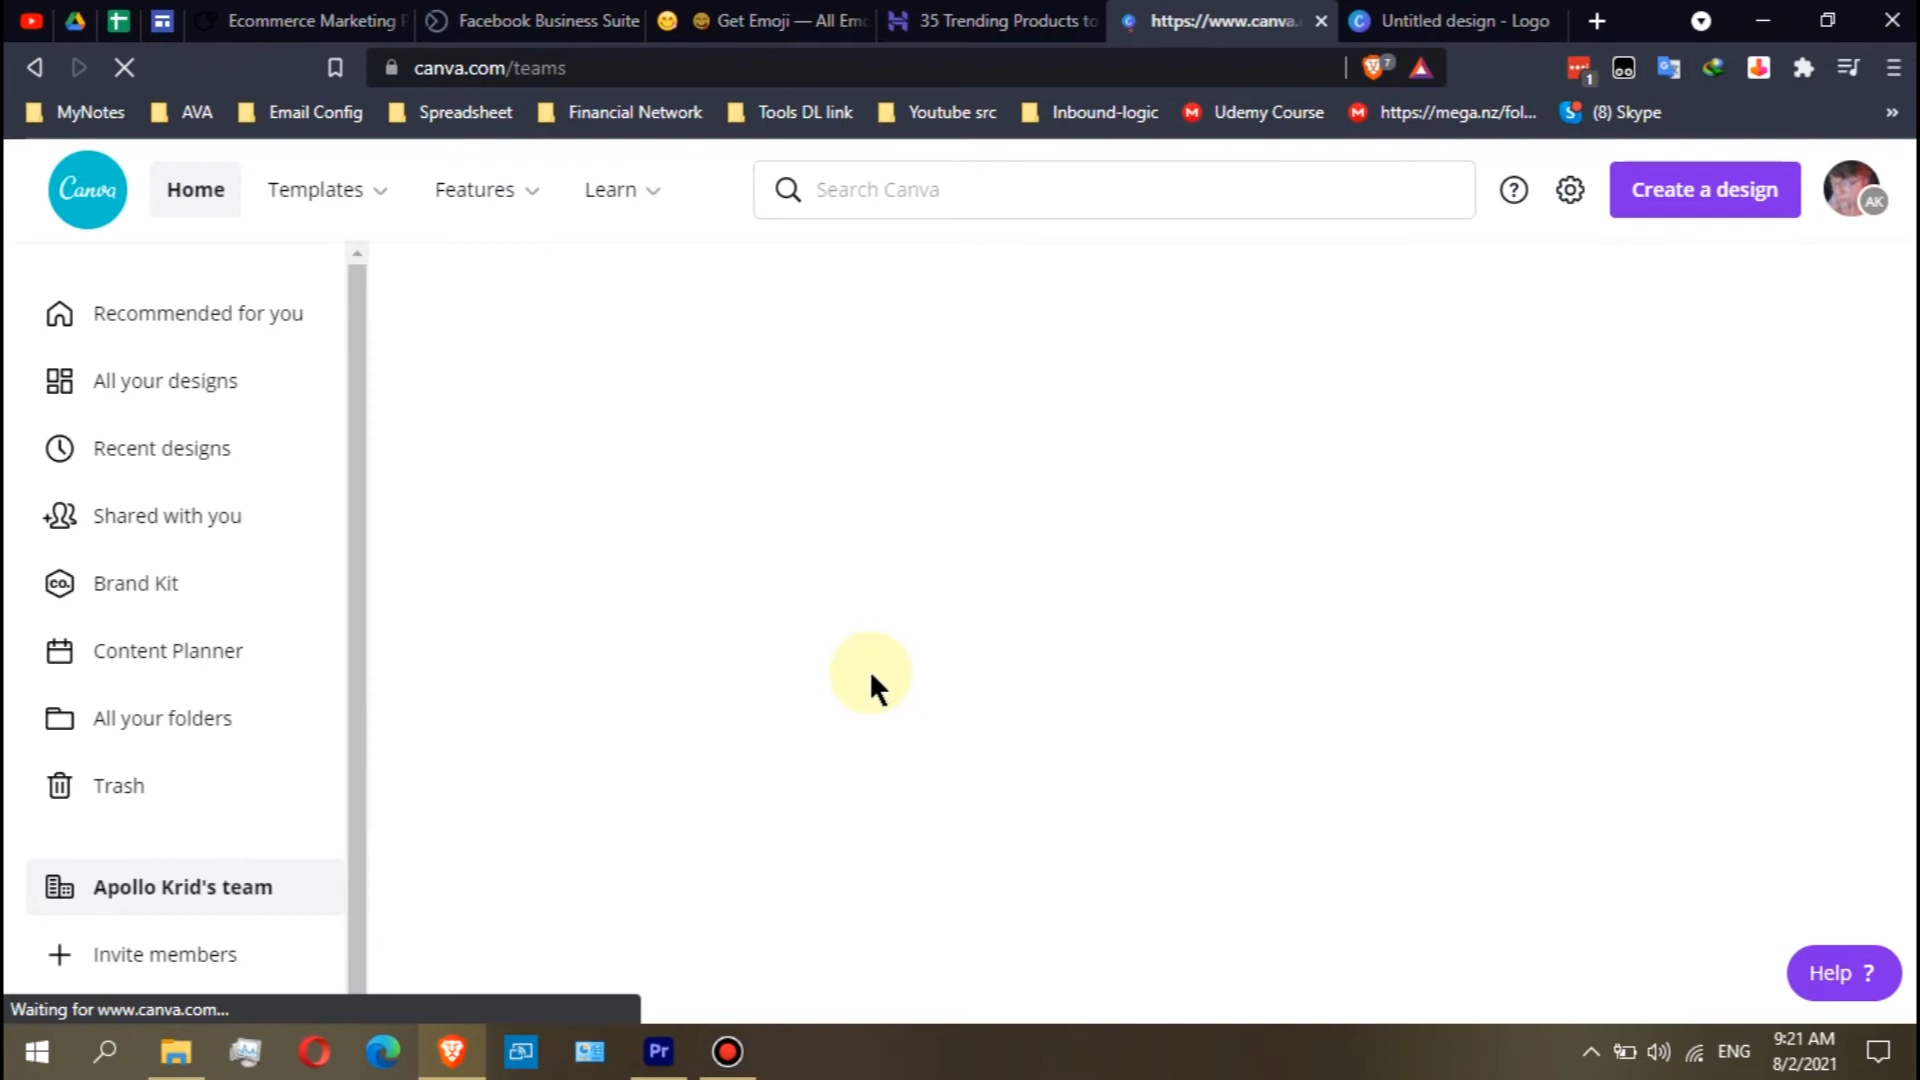 Ecommerce Marketing
Facebook Business Suite
Get Emoji — All Em
35 Trending Products to
https://www.canva.
Untitled design - Logo
canva.com/teams
7
1
MyNotes
AVA
Email Config
Spreadsheet
Financial Network
Tools DL link
Youtube src
Inbound-logic
M
Udemy Course
M
https://mega.nz/fol...
S
(8) Skype
»
Canva
Home
Templates
Features
Learn
Search Canva
?
Create a design
AK
Recommended for you
All your designs
Recent designs
Shared with you
CO.
Brand Kit
Content Planner
All your folders
Trash
Apollo Krid's team
Invite members
Help ?
Waiting for www.canva.com...
Pr
ENG
9:21 AM
8/2/2021